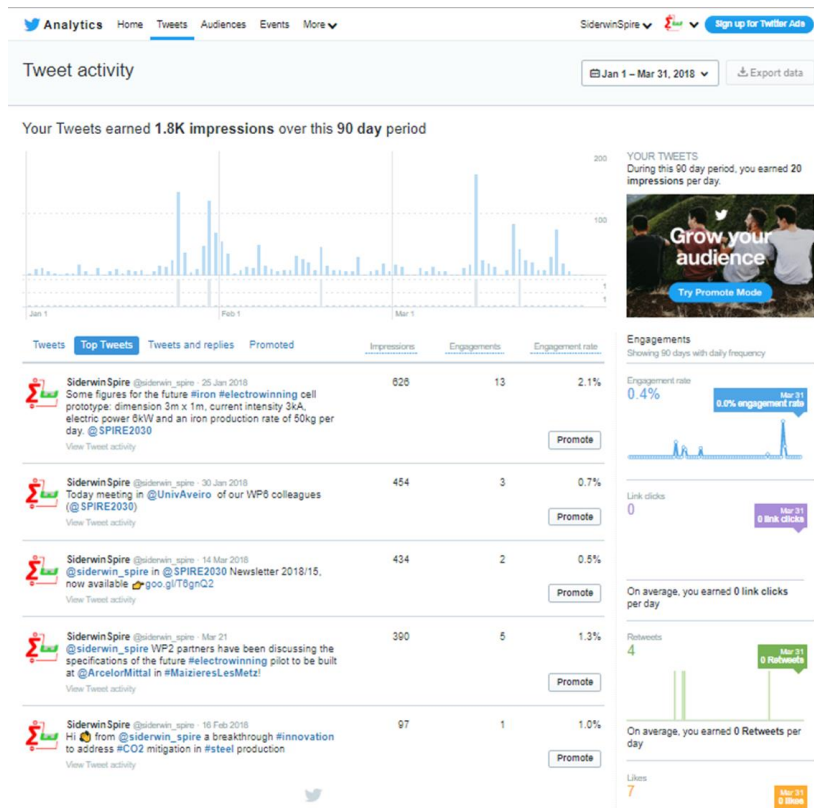 Analytics Home Tweets Audiences Events More SiderwinSpire Sign up for Twitter Ads
Tweet activity
Jan 1 – Mar 31, 2018 Export data
Your Tweets earned 1.8K impressions over this 90 day period
200
100
1
1
Jan 1 Feb 1 Mar 1
YOUR TWEETS
During this 90 day period, you earned 20
impressions per day.
Grow your
audience
Try Promote Mode
Tweets Top Tweets Tweets and replies Promoted Impressions Engagements Engagement rate
Siderwin Spire @siderwin_spire · 25 Jan 2018 626 13 2.1%
Some figures for the future #iron #electrowinning cell
prototype: dimension 3m x 1m, current intensity 3kA,
electric power 6kW and an iron production rate of 50kg per
day. @SPIRE2030
View Tweet activity
Promote
Siderwin Spire @siderwin_spire · 30 Jan 2018 454 3 0.7%
Today meeting in @UnivAveiro of our WP6 colleagues
(@SPIRE2030)
View Tweet activity
Promote
Siderwin Spire @siderwin_spire · 14 Mar 2018 434 2 0.5%
@siderwin_spire in @SPIRE2030 Newsletter 2018/15,
now available 👉goo.gl/T6gnQ2
View Tweet activity
Promote
Siderwin Spire @siderwin_spire · Mar 21 390 5 1.3%
@siderwin_spire WP2 partners have been discussing the
specifications of the future #electrowinning pilot to be built
at @ArcelorMittal in #MaizieresLesMetz!
View Tweet activity
Promote
Siderwin Spire @siderwin_spire · 16 Feb 2018 97 1 1.0%
Hi 👋 from @siderwin_spire a breakthrough #innovation
to address #CO2 mitigation in #steel production
View Tweet activity
Promote
Engagements
Showing 90 days with daily frequency
Engagement rate
0.4%
Mar 31
0.0% engagement rate
Link clicks
0
Mar 31
0 link clicks
On average, you earned 0 link clicks
per day
Retweets
4
Mar 31
0 Retweets
On average, you earned 0 Retweets per
day
Likes
7
Mar 31
0 likes